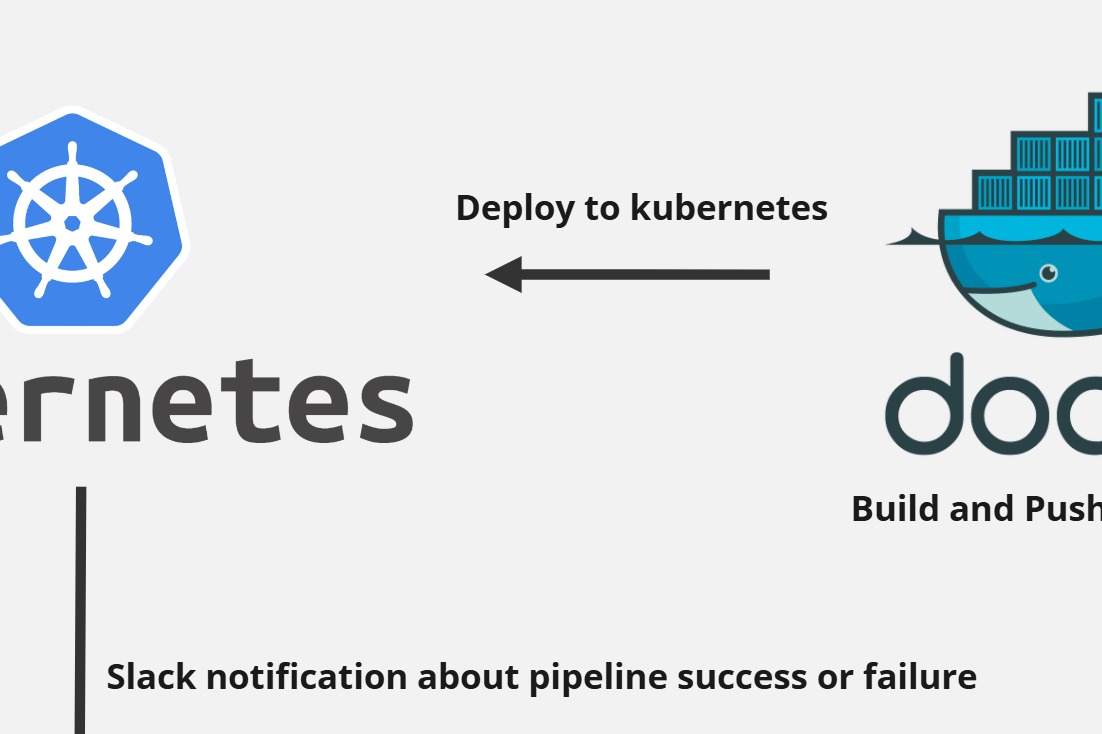 Deploy to kubernetes
ernetes
doc
Build and Push
Slack notification about pipeline success or failure